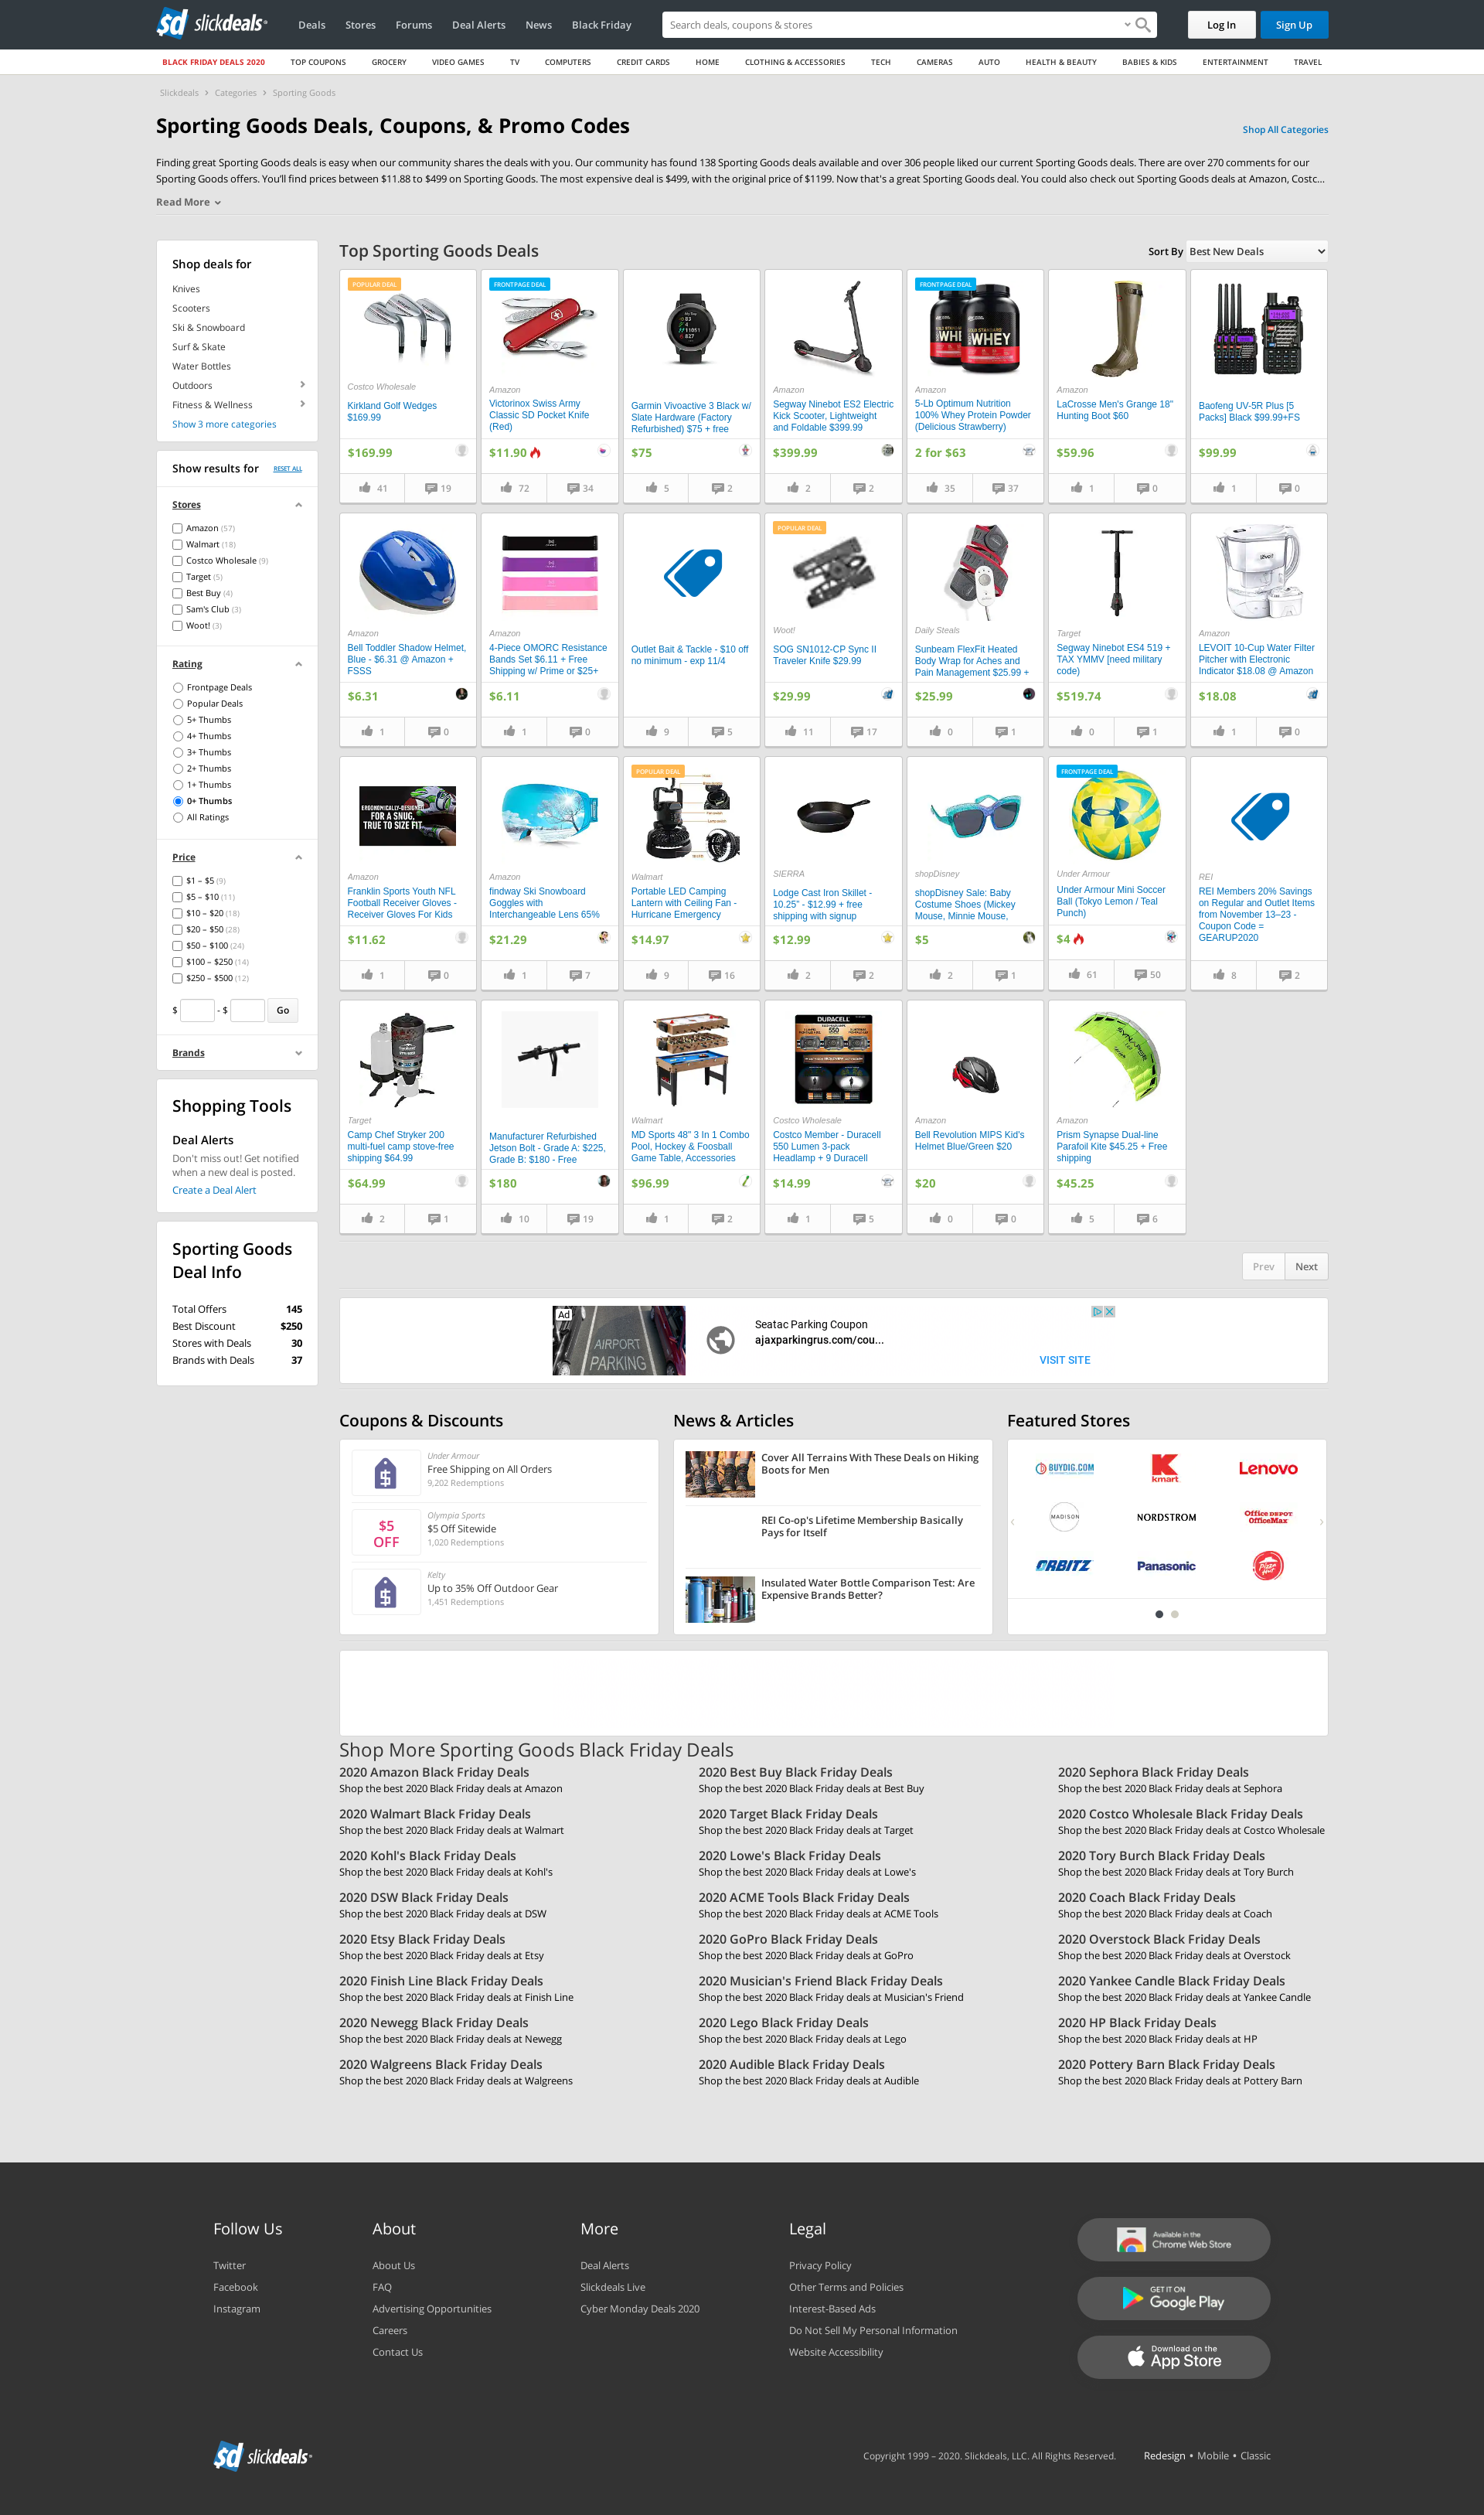 sd slickdeals
Deals Stores Forums Deal Alerts News Black Friday
Search deals, coupons & stores
Log In
Sign Up
BLACK FRIDAY DEALS 2020 TOP COUPONS GROCERY VIDEO GAMES TV COMPUTERS CREDIT CARDS HOME CLOTHING & ACCESSORIES TECH CAMERAS AUTO HEALTH & BEAUTY BABIES & KIDS ENTERTAINMENT TRAVEL
Slickdeals > Categories > Sporting Goods
Sporting Goods Deals, Coupons, & Promo Codes
Shop All Categories
Finding great Sporting Goods deals is easy when our community shares the deals with you. Our community has found 138 Sporting Goods deals available and over 306 people liked our current Sporting Goods deals. There are over 270 comments for our
Sporting Goods offers. You'll find prices between $11.88 to $499 on Sporting Goods. The most expensive deal is $499, with the original price of $1199. Now that's a great Sporting Goods deal. You could also check out Sporting Goods deals at Amazon, Costc...
Read More
Shop deals for
Knives
Scooters
Ski & Snowboard
Surf & Skate
Water Bottles
Outdoors
Fitness & Wellness
Show 3 more categories
Show results for
RESET ALL
Stores
Amazon (57)
Walmart (18)
Costco Wholesale (9)
Target (5)
Best Buy (4)
Sam's Club (3)
Woot! (3)
Rating
Frontpage Deals
Popular Deals
5+ Thumbs
4+ Thumbs
3+ Thumbs
2+ Thumbs
1+ Thumbs
0+ Thumbs
All Ratings
Price
$1 – $5 (9)
$5 – $10 (11)
$10 – $20 (18)
$20 – $50 (28)
$50 – $100 (24)
$100 – $250 (14)
$250 – $500 (12)
$ - $ Go
Brands
Shopping Tools
Deal Alerts
Don't miss out! Get notified
when a new deal is posted.
Create a Deal Alert
Sporting Goods
Deal Info
Total Offers 145
Best Discount $250
Stores with Deals 30
Brands with Deals 37
Top Sporting Goods Deals
Sort By Best New Deals
POPULAR DEAL
Costco Wholesale
Kirkland Golf Wedges
$169.99
$169.99
41 19
FRONTPAGE DEAL
Amazon
Victorinox Swiss Army
Classic SD Pocket Knife
(Red)
$11.90
72 34
Garmin Vivoactive 3 Black w/
Slate Hardware (Factory
Refurbished) $75 + free
$75
5 2
Amazon
Segway Ninebot ES2 Electric
Kick Scooter, Lightweight
and Foldable $399.99
$399.99
2 2
FRONTPAGE DEAL
WHEY
WHEY
Amazon
5-Lb Optimum Nutrition
100% Whey Protein Powder
(Delicious Strawberry)
2 for $63
35 37
Amazon
LaCrosse Men's Grange 18"
Hunting Boot $60
$59.96
1 0
Baofeng UV-5R Plus [5
Packs] Black $99.99+FS
$99.99
1 0
Amazon
Bell Toddler Shadow Helmet,
Blue - $6.31 @ Amazon +
FSSS
$6.31
1 0
Amazon
4-Piece OMORC Resistance
Bands Set $6.11 + Free
Shipping w/ Prime or $25+
$6.11
1 0
Outlet Bait & Tackle - $10 off
no minimum - exp 11/4
9 5
POPULAR DEAL
Woot!
SOG SN1012-CP Sync II
Traveler Knife $29.99
$29.99
11 17
Daily Steals
Sunbeam FlexFit Heated
Body Wrap for Aches and
Pain Management $25.99 +
$25.99
0 1
Target
Segway Ninebot ES4 519 +
TAX YMMV [need military
code)
$519.74
0 1
Amazon
LEVOIT 10-Cup Water Filter
Pitcher with Electronic
Indicator $18.08 @ Amazon
$18.08
1 0
ERGONOMICALLY-DESIGNED
FOR A SNUG,
TRUE TO SIZE FIT
Amazon
Franklin Sports Youth NFL
Football Receiver Gloves -
Receiver Gloves For Kids
$11.62
1 0
Amazon
findway Ski Snowboard
Goggles with
Interchangeable Lens 65%
$21.29
1 7
POPULAR DEAL
Walmart
Portable LED Camping
Lantern with Ceiling Fan -
Hurricane Emergency
$14.97
9 16
SIERRA
Lodge Cast Iron Skillet -
10.25" - $12.99 + free
shipping with signup
$12.99
2 2
shopDisney
shopDisney Sale: Baby
Costume Shoes (Mickey
Mouse, Minnie Mouse,
$5
2 1
FRONTPAGE DEAL
Under Armour
Under Armour Mini Soccer
Ball (Tokyo Lemon / Teal
Punch)
$4
61 50
REI
REI Members 20% Savings
on Regular and Outlet Items
from November 13–23 -
Coupon Code =
GEARUP2020
8 2
Target
Camp Chef Stryker 200
multi-fuel camp stove-free
shipping $64.99
$64.99
2 1
Manufacturer Refurbished
Jetson Bolt - Grade A: $225,
Grade B: $180 - Free
$180
10 19
Walmart
MD Sports 48" 3 In 1 Combo
Pool, Hockey & Foosball
Game Table, Accessories
$96.99
1 2
DURACELL
550
Costco Wholesale
Costco Member - Duracell
550 Lumen 3-pack
Headlamp + 9 Duracell
$14.99
1 5
Amazon
Bell Revolution MIPS Kid's
Helmet Blue/Green $20
$20
0 0
Amazon
Prism Synapse Dual-line
Parafoil Kite $45.25 + Free
shipping
$45.25
5 6
Prev Next
Ad
AIRPORT
PARKING
Seatac Parking Coupon
ajaxparkingrus.com/cou...
VISIT SITE
Coupons & Discounts
Under Armour
Free Shipping on All Orders
9,202 Redemptions
$5
OFF
Olympia Sports
$5 Off Sitewide
1,020 Redemptions
Kelty
Up to 35% Off Outdoor Gear
1,451 Redemptions
News & Articles
Cover All Terrains With These Deals on Hiking
Boots for Men
REI Co-op's Lifetime Membership Basically
Pays for Itself
Insulated Water Bottle Comparison Test: Are
Expensive Brands Better?
Featured Stores
BUYDIG.COM
kmart
Lenovo
MADISON
NORDSTROM
Office DEPOT
OfficeMax
ORBITZ
Panasonic
Pizza Hut
Shop More Sporting Goods Black Friday Deals
2020 Amazon Black Friday Deals
Shop the best 2020 Black Friday deals at Amazon
2020 Best Buy Black Friday Deals
Shop the best 2020 Black Friday deals at Best Buy
2020 Sephora Black Friday Deals
Shop the best 2020 Black Friday deals at Sephora
2020 Walmart Black Friday Deals
Shop the best 2020 Black Friday deals at Walmart
2020 Target Black Friday Deals
Shop the best 2020 Black Friday deals at Target
2020 Costco Wholesale Black Friday Deals
Shop the best 2020 Black Friday deals at Costco Wholesale
2020 Kohl's Black Friday Deals
Shop the best 2020 Black Friday deals at Kohl's
2020 Lowe's Black Friday Deals
Shop the best 2020 Black Friday deals at Lowe's
2020 Tory Burch Black Friday Deals
Shop the best 2020 Black Friday deals at Tory Burch
2020 DSW Black Friday Deals
Shop the best 2020 Black Friday deals at DSW
2020 ACME Tools Black Friday Deals
Shop the best 2020 Black Friday deals at ACME Tools
2020 Coach Black Friday Deals
Shop the best 2020 Black Friday deals at Coach
2020 Etsy Black Friday Deals
Shop the best 2020 Black Friday deals at Etsy
2020 GoPro Black Friday Deals
Shop the best 2020 Black Friday deals at GoPro
2020 Overstock Black Friday Deals
Shop the best 2020 Black Friday deals at Overstock
2020 Finish Line Black Friday Deals
Shop the best 2020 Black Friday deals at Finish Line
2020 Musician's Friend Black Friday Deals
Shop the best 2020 Black Friday deals at Musician's Friend
2020 Yankee Candle Black Friday Deals
Shop the best 2020 Black Friday deals at Yankee Candle
2020 Newegg Black Friday Deals
Shop the best 2020 Black Friday deals at Newegg
2020 Lego Black Friday Deals
Shop the best 2020 Black Friday deals at Lego
2020 HP Black Friday Deals
Shop the best 2020 Black Friday deals at HP
2020 Walgreens Black Friday Deals
Shop the best 2020 Black Friday deals at Walgreens
2020 Audible Black Friday Deals
Shop the best 2020 Black Friday deals at Audible
2020 Pottery Barn Black Friday Deals
Shop the best 2020 Black Friday deals at Pottery Barn
Follow Us
Twitter
Facebook
Instagram
About
About Us
FAQ
Advertising Opportunities
Careers
Contact Us
More
Deal Alerts
Slickdeals Live
Cyber Monday Deals 2020
Legal
Privacy Policy
Other Terms and Policies
Interest-Based Ads
Do Not Sell My Personal Information
Website Accessibility
Available in the
Chrome Web Store
GET IT ON
Google Play
Download on the
App Store
sd slickdeals
Copyright 1999 – 2020. Slickdeals, LLC. All Rights Reserved.
Redesign • Mobile • Classic